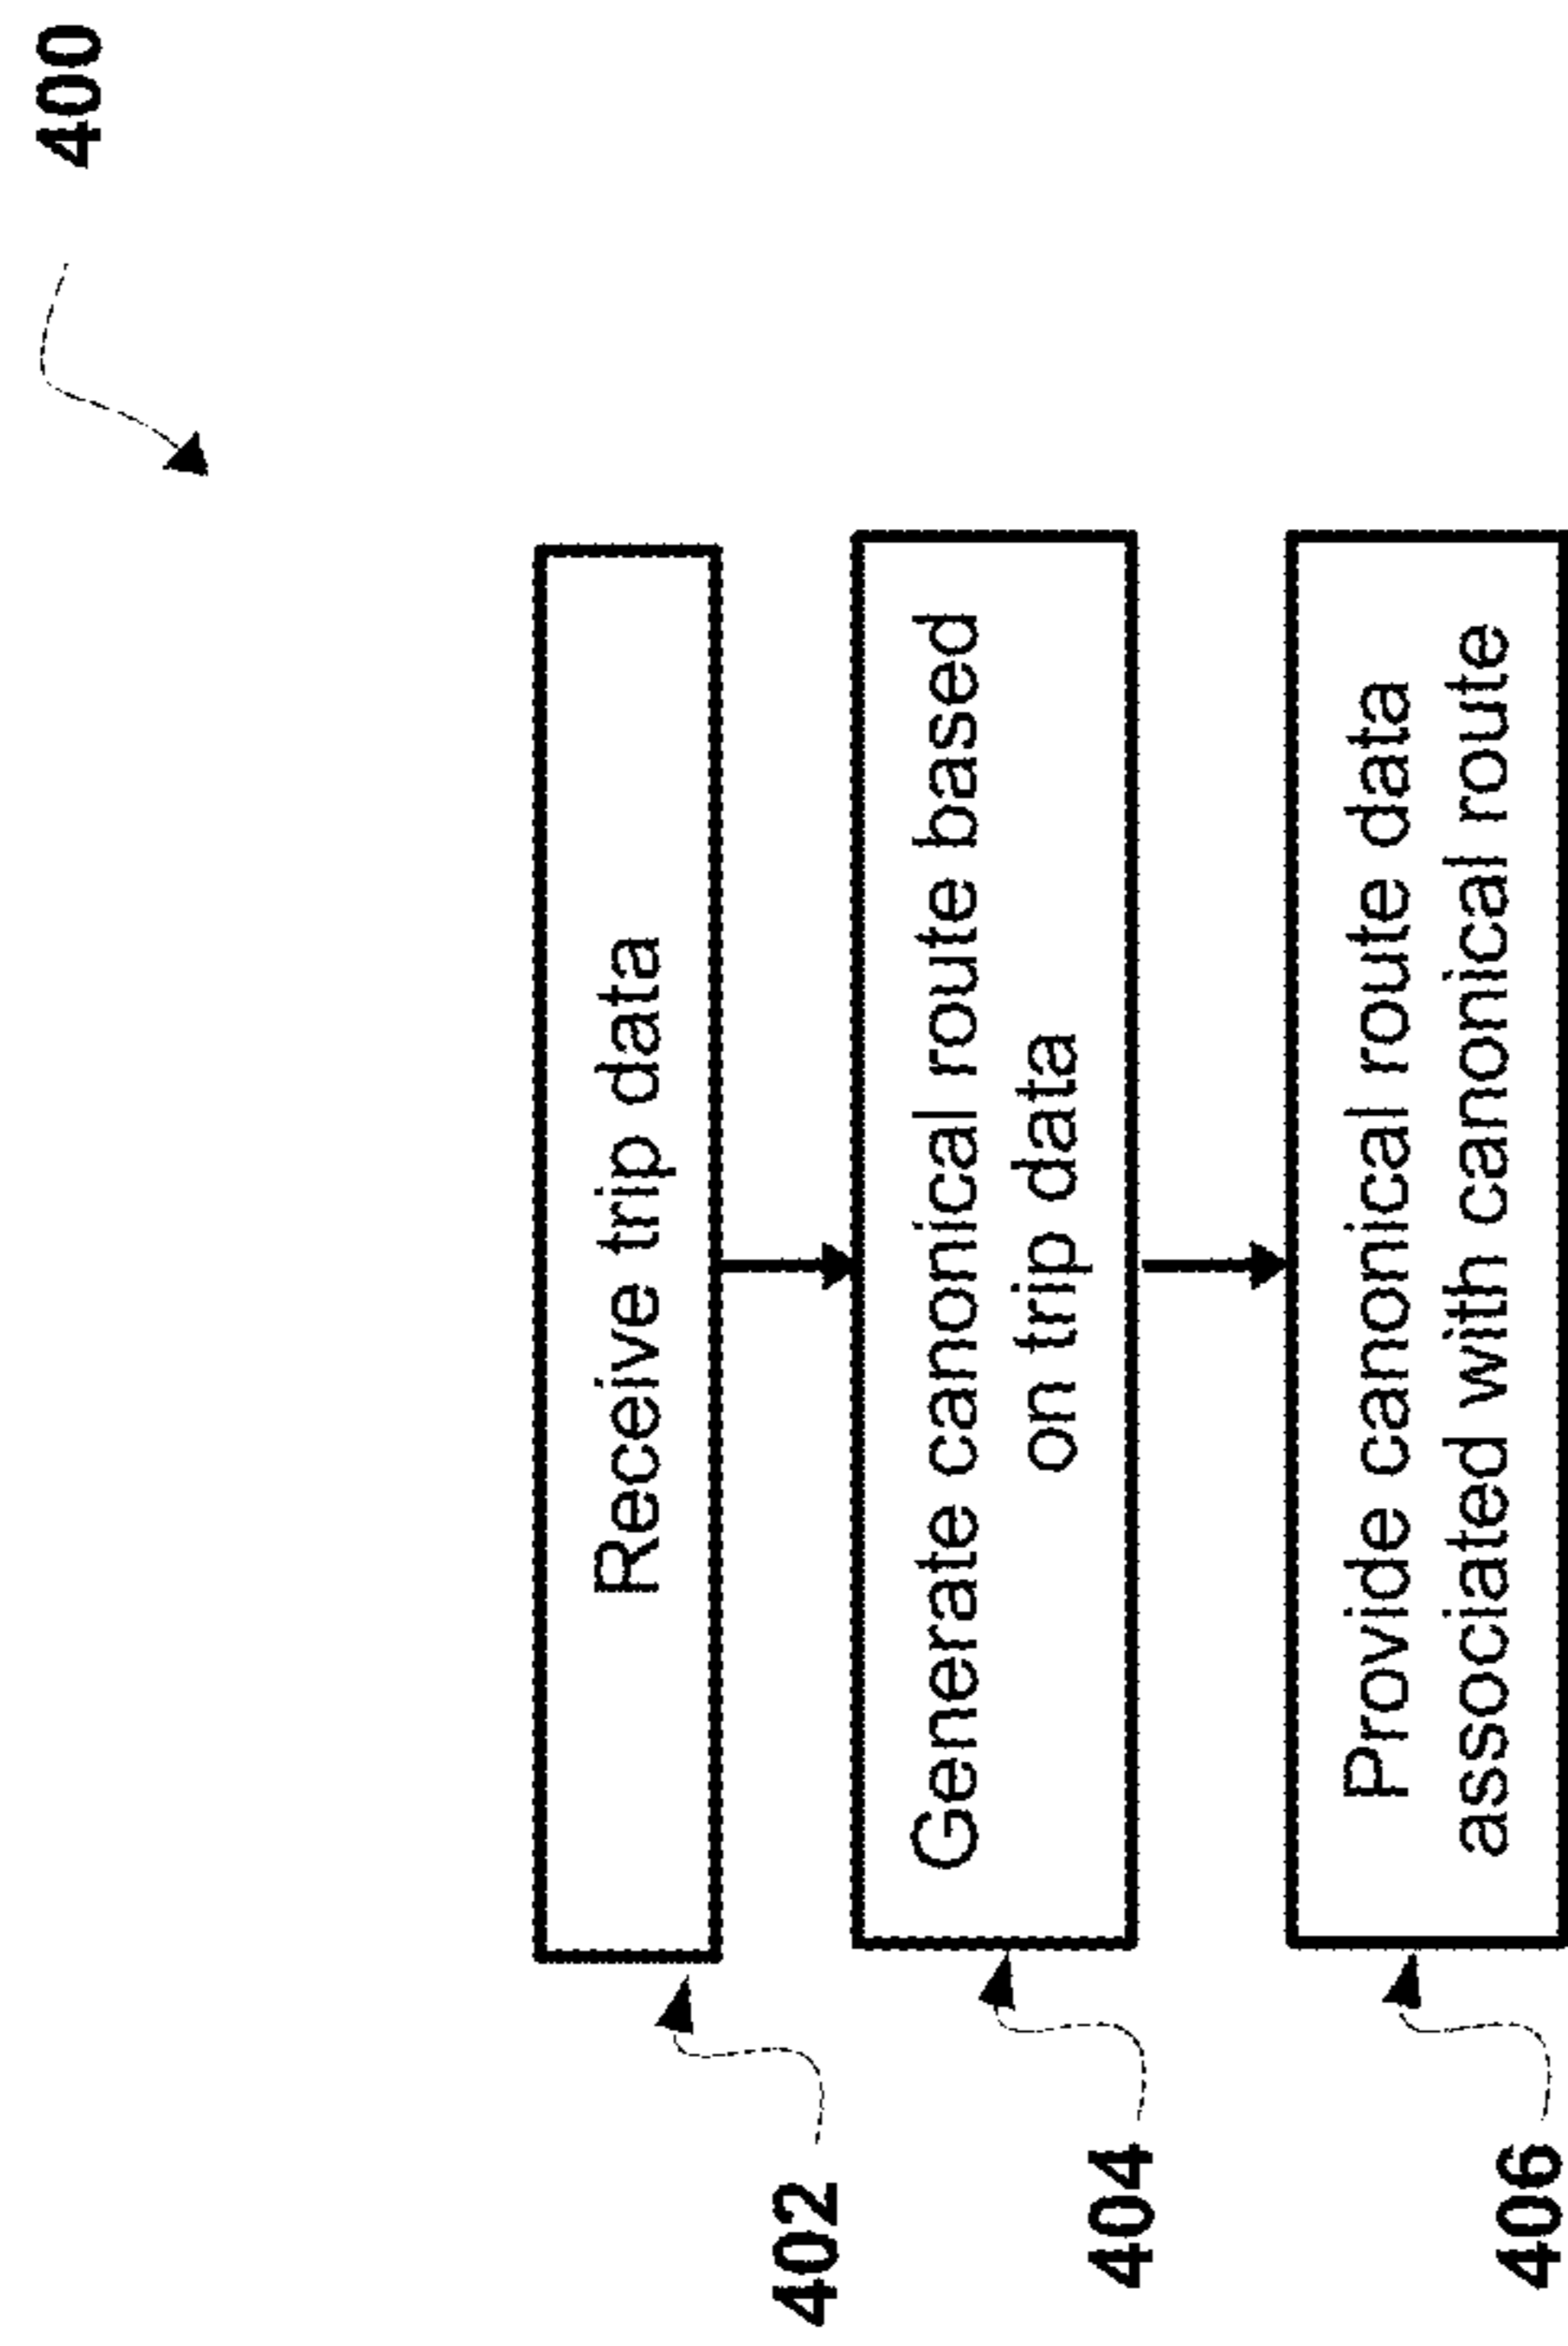 400
402
Receive trip data
404
Generate canonical route based
on trip data
406
Provide canonical route data
associated with canonical route